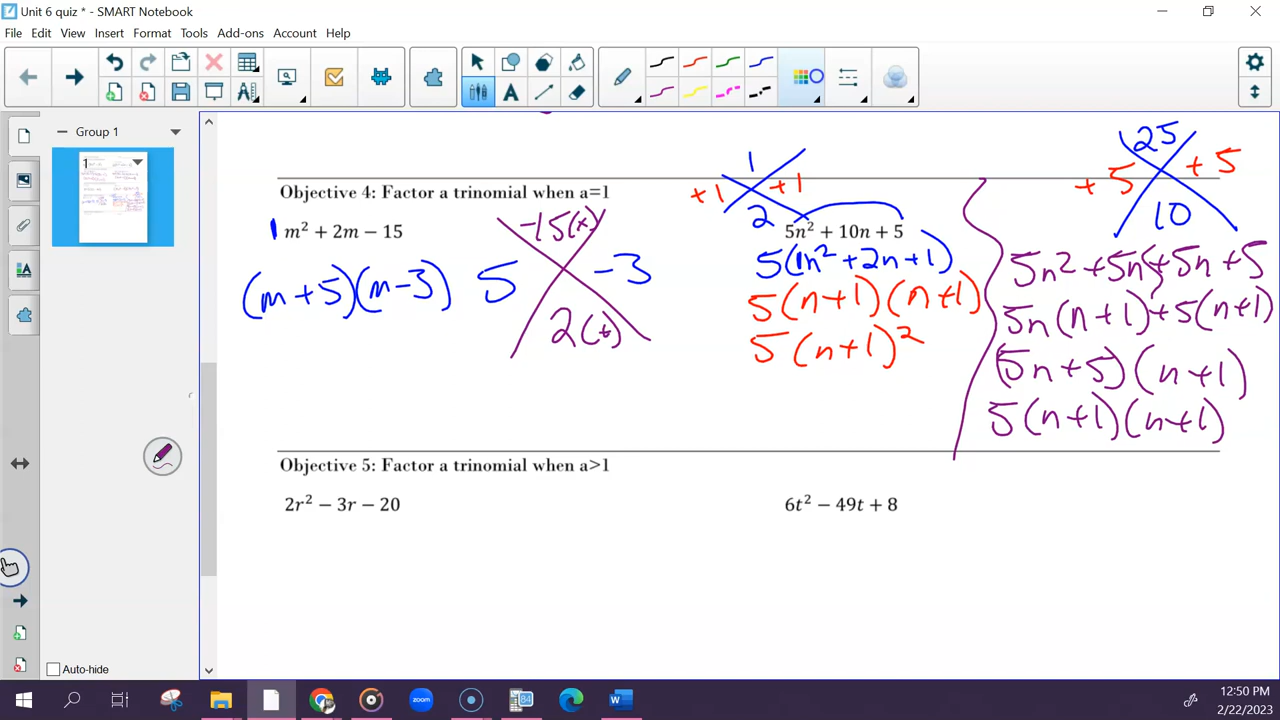 Unit 6 quiz * - SMART Notebook
File Edit View Insert Format Tools Add-ons Account Help
Group 1
1
25
+5 +5
10
1
+1 +1
2
Objective 4: Factor a trinomial when a=1
1 m² + 2m − 15
-15(x)
5 -3
2(+)
(m+5)(m-3)
5n² + 10n + 5
5(1n² +2n+1)
5(n+1)(n+1)
5(n+1)²
5n² +5n+5n+5
5n(n+1)+5(n+1)
(5n+5)(n+1)
5(n+1)(n+1)
Objective 5: Factor a trinomial when a>1
2r² − 3r − 20
6t² − 49t + 8
Auto-hide
84
zoom
12:50 PM
2/22/2023